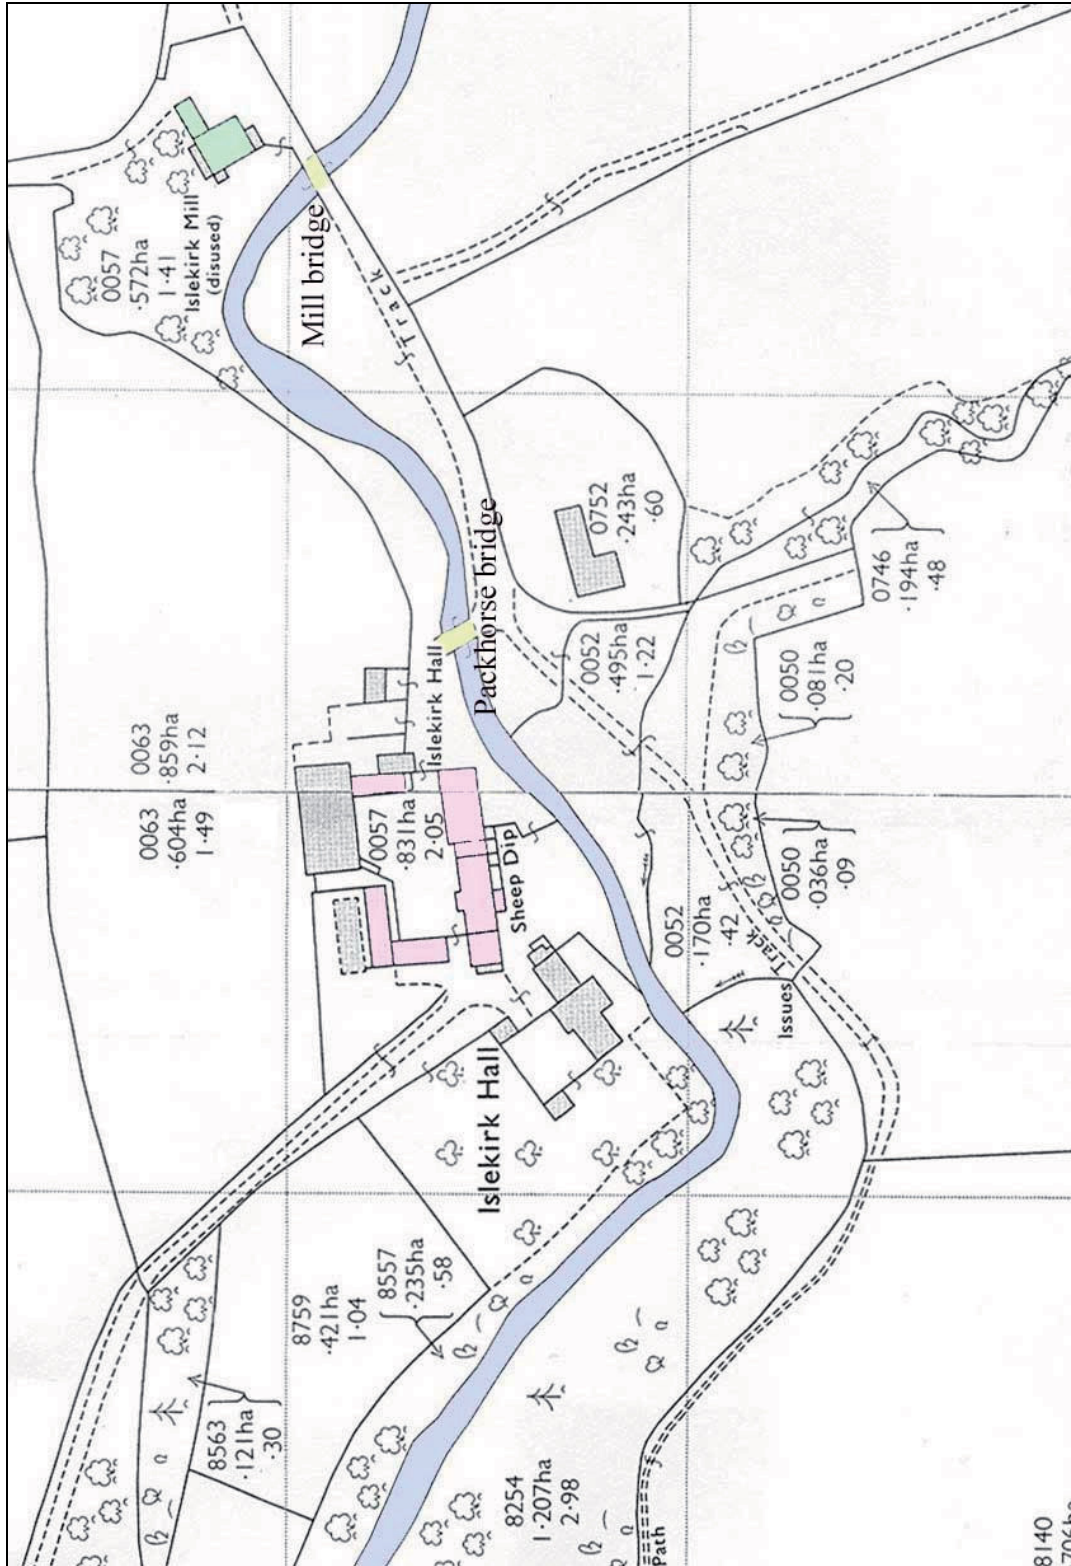 0057
·572ha
1·41
Islekirk Mill
(disused)
Mill bridge
Track
0752
·243ha
·60
Packhorse bridge
0746
·194ha
·48
0052
·495ha
1·22
0050
·081ha
·20
Islekirk Hall
0063
·859ha
2·12
0063
·604ha
1·49
0057
·831ha
2·05
Sheep Dip
0050
·036ha
·09
0052
·170ha
·42
Track
Issues
Islekirk Hall
8759
·421ha
1·04
8557
·235ha
·58
8563
·121ha
·30
8254
1·207ha
2·98
Path
8140